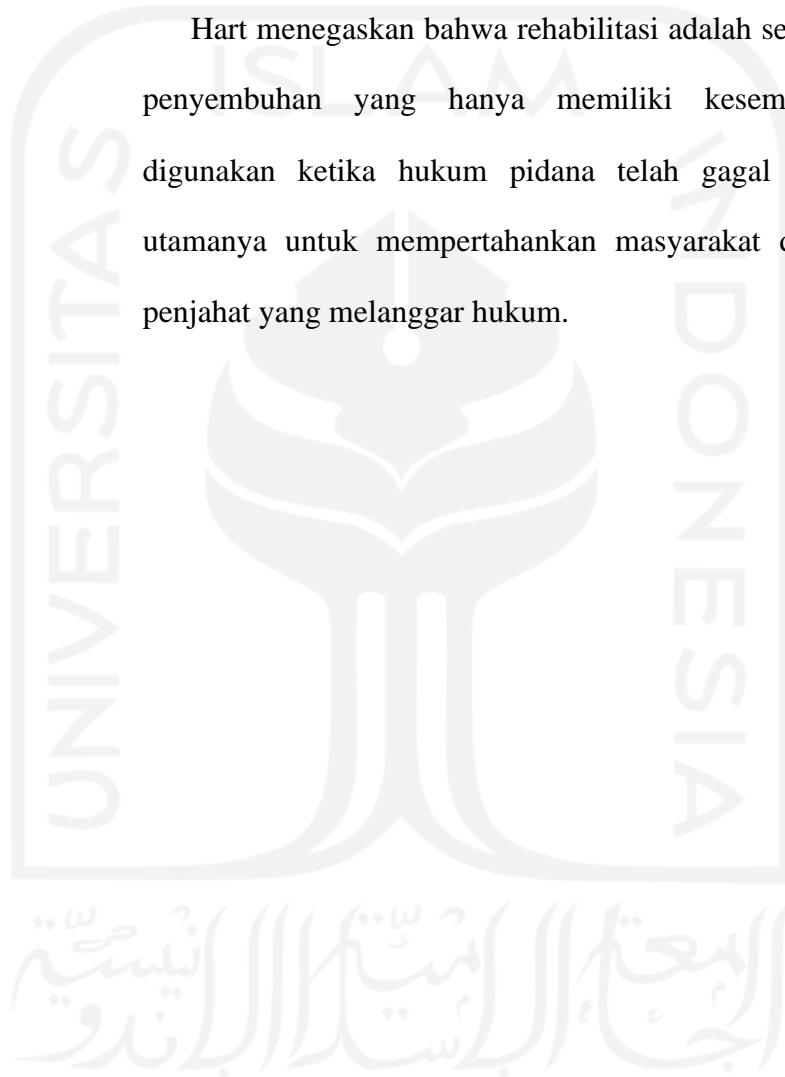 Hart menegaskan bahwa rehabilitasi adalah se
penyembuhan yang hanya memiliki kesem
digunakan ketika hukum pidana telah gagal
utamanya untuk mempertahankan masyarakat
penjahat yang melanggar hukum.
ISLAM
UNIVERSITAS
INDONESIA